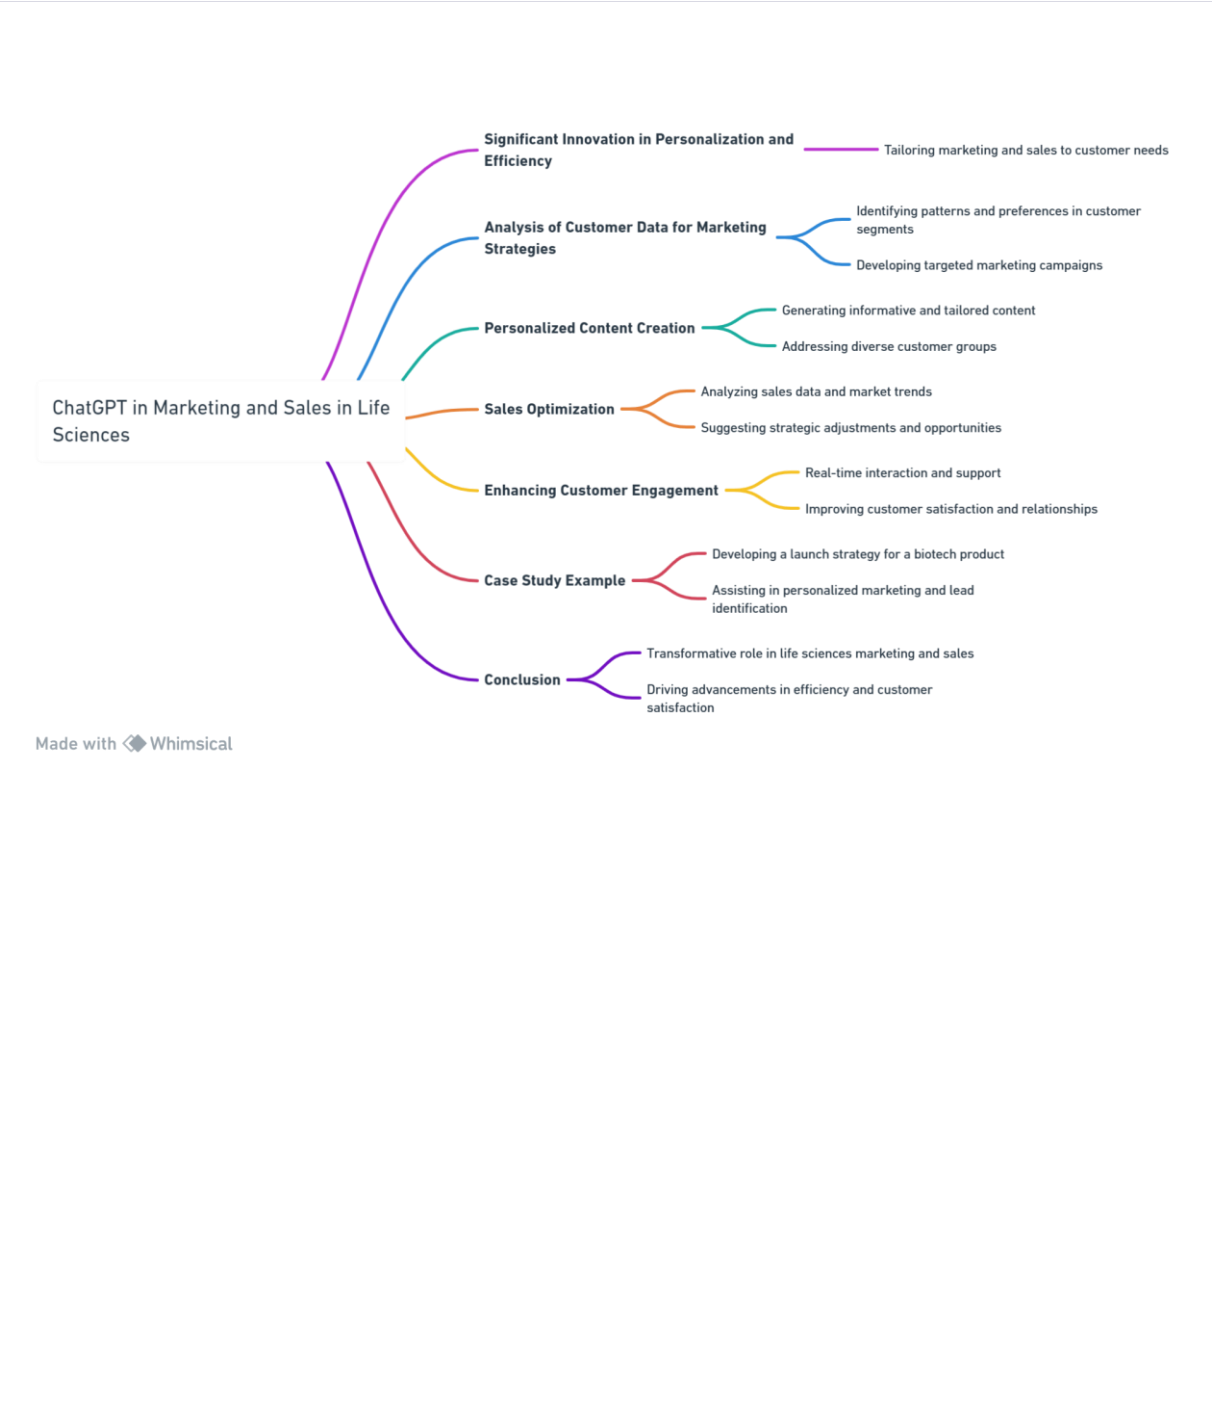 Significant Innovation in Personalization and
Efficiency
Tailoring marketing and sales to customer needs
Analysis of Customer Data for Marketing
Strategies
Identifying patterns and preferences in customer
segments
Developing targeted marketing campaigns
Personalized Content Creation
Generating informative and tailored content
Addressing diverse customer groups
ChatGPT in Marketing and Sales in Life
Sciences
Sales Optimization
Analyzing sales data and market trends
Suggesting strategic adjustments and opportunities
Enhancing Customer Engagement
Real-time interaction and support
Improving customer satisfaction and relationships
Case Study Example
Developing a launch strategy for a biotech product
Assisting in personalized marketing and lead
identification
Conclusion
Transformative role in life sciences marketing and sales
Driving advancements in efficiency and customer
satisfaction
Made with Whimsical